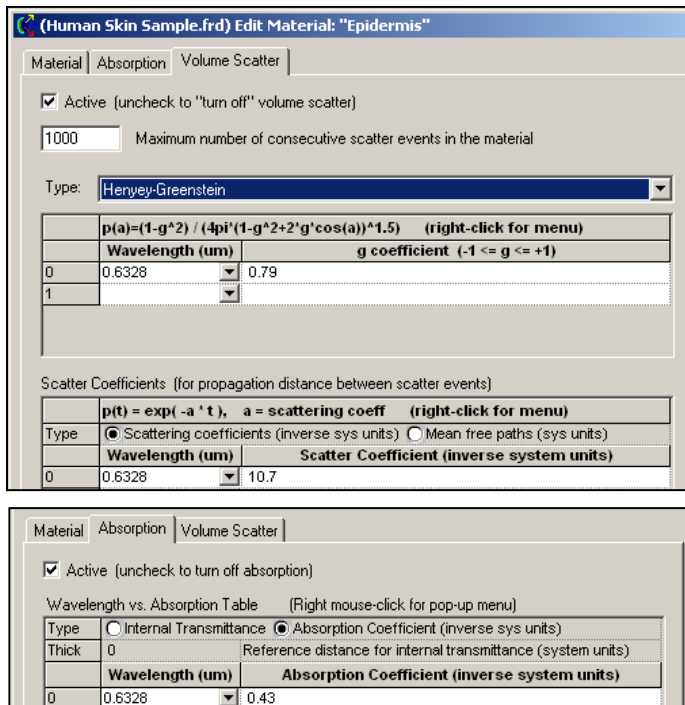 (Human Skin Sample.frd) Edit Material: "Epidermis"
Material Absorption Volume Scatter
Active (uncheck to "turn off" volume scatter)
1000 Maximum number of consecutive scatter events in the material
Type: Henyey-Greenstein
p(a)=(1-g^2) / (4pi*(1-g^2+2*g*cos(a))^1.5) (right-click for menu)
Wavelength (um) g coefficient (-1 <= g <= +1)
0 0.6328 0.79
1
Scatter Coefficients (for propagation distance between scatter events)
p(t) = exp( -a * t ), a = scattering coeff (right-click for menu)
Type Scattering coefficients (inverse sys units) Mean free paths (sys units)
Wavelength (um) Scatter Coefficient (inverse system units)
0 0.6328 10.7
Material Absorption Volume Scatter
Active (uncheck to turn off absorption)
Wavelength vs. Absorption Table (Right mouse-click for pop-up menu)
Type Internal Transmittance Absorption Coefficient (inverse sys units)
Thick 0 Reference distance for internal transmittance (system units)
Wavelength (um) Absorption Coefficient (inverse system units)
0 0.6328 0.43